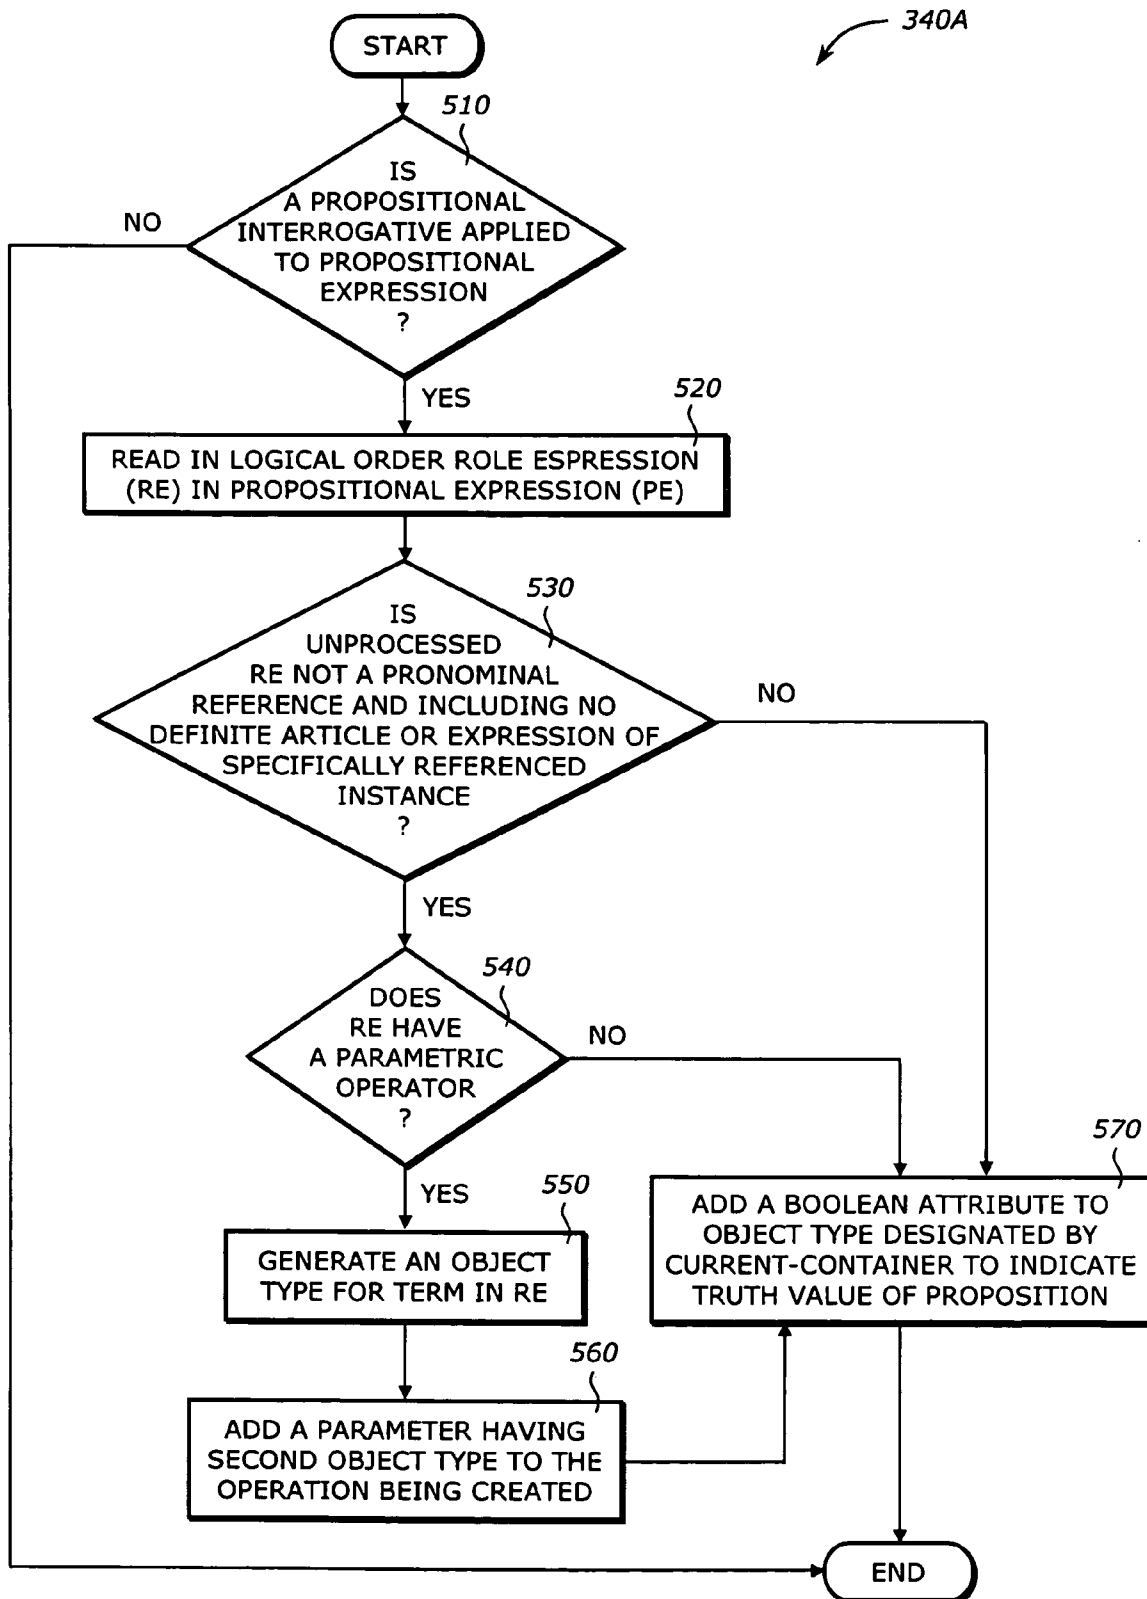 340A
START
510
IS
A PROPOSITIONAL
INTERROGATIVE APPLIED
TO PROPOSITIONAL
EXPRESSION
?
NO
YES
520
READ IN LOGICAL ORDER ROLE ESPRESSION
(RE) IN PROPOSITIONAL EXPRESSION (PE)
530
IS
UNPROCESSED
RE NOT A PRONOMINAL
REFERENCE AND INCLUDING NO
DEFINITE ARTICLE OR EXPRESSION OF
SPECIFICALLY REFERENCED
INSTANCE
?
NO
YES
540
DOES
RE HAVE
A PARAMETRIC
OPERATOR
?
NO
YES
550
GENERATE AN OBJECT
TYPE FOR TERM IN RE
560
ADD A PARAMETER HAVING
SECOND OBJECT TYPE TO THE
OPERATION BEING CREATED
570
ADD A BOOLEAN ATTRIBUTE TO
OBJECT TYPE DESIGNATED BY
CURRENT-CONTAINER TO INDICATE
TRUTH VALUE OF PROPOSITION
END